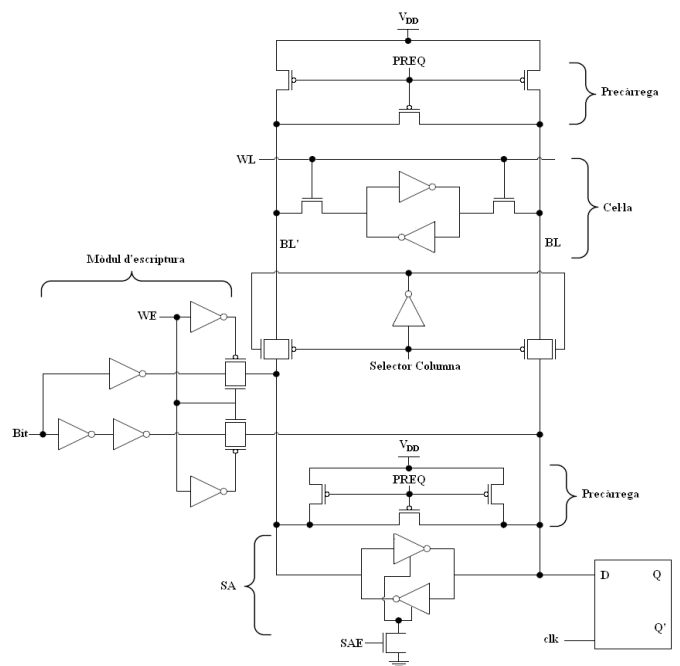 VDD
PREQ
Precàrrega
WL
Cel·la
BL'
BL
Mòdul d'escriptura
WE
Selector Columna
Bit
VDD
PREQ
Precàrrega
SA
D
Q
Q'
SAE
clk